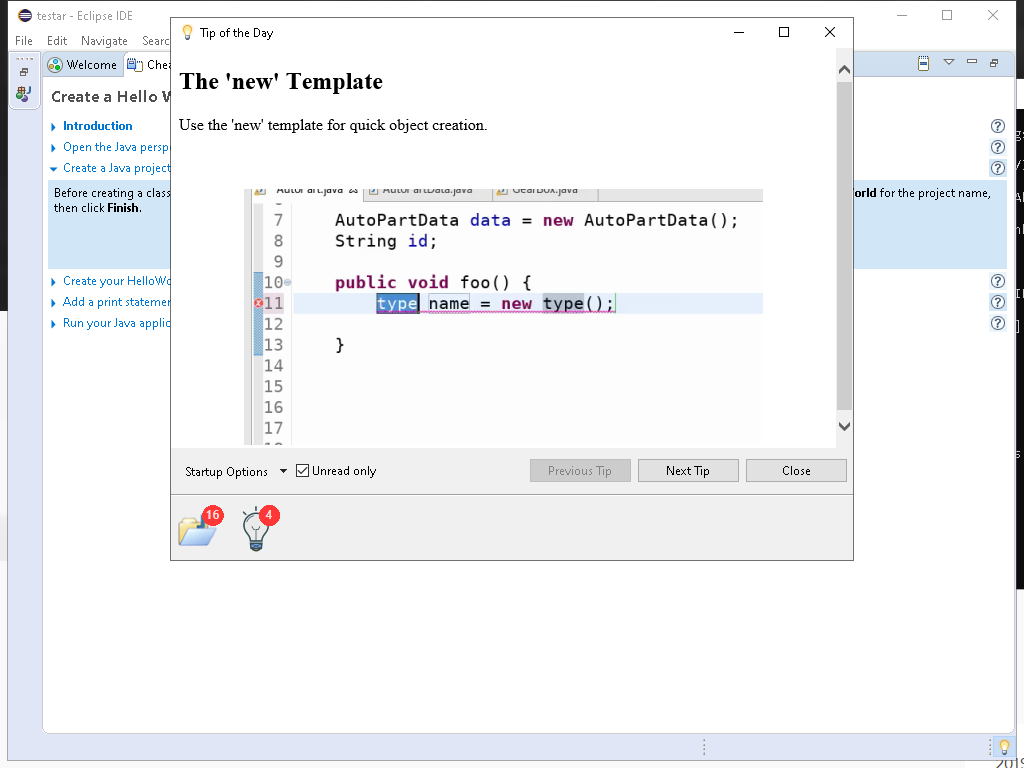 testar - Eclipse IDE
File Edit Navigate Searc
Welcome
Chea
Create a Hello W
Introduction
Open the Java persp
Create a Java project
Before creating a class
orld for the project name,
then click Finish.
Create your HelloWo
Add a print statemen
Run your Java applic
Tip of the Day
The 'new' Template
Use the 'new' template for quick object creation.
AutoPart.java AutoPartData.java GearBox.java
7 AutoPartData data = new AutoPartData();
8 String id;
9
10 public void foo() {
11 type name = new type();
12
13 }
14
15
16
17
18
Startup Options Unread only Previous Tip Next Tip Close
16 4
2019